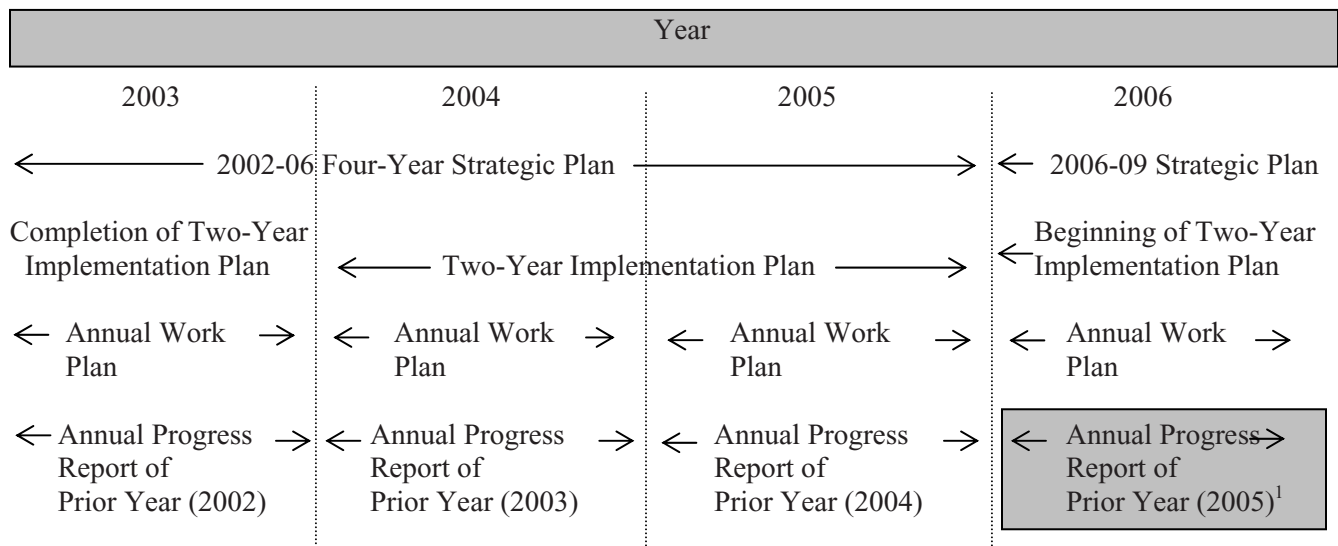 Year
2003 2004 2005 2006
2002-06 Four-Year Strategic Plan 2006-09 Strategic Plan
Completion of Two-Year
Implementation Plan
Two-Year Implementation Plan
Beginning of Two-Year
Implementation Plan
Annual Work
Plan
Annual Work
Plan
Annual Work
Plan
Annual Work
Plan
Annual Progress
Report of
Prior Year (2002)
Annual Progress
Report of
Prior Year (2003)
Annual Progress
Report of
Prior Year (2004)
Annual Progress
Report of
Prior Year (2005)¹